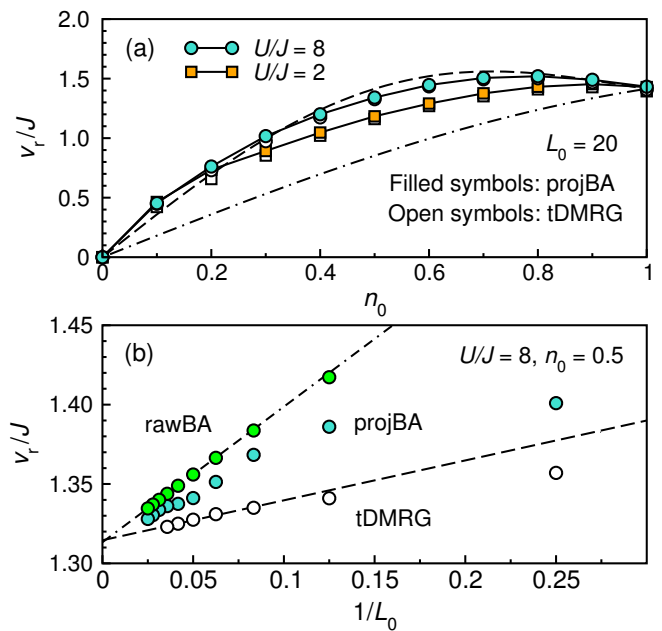 2.0
(a)
U/J = 8
U/J = 2
1.5
1.0
0.5
0.0
v_r/J
L_0 = 20
Filled symbols: projBA
Open symbols: tDMRG
0 0.2 0.4 0.6 0.8 1
n_0
1.45
(b)
U/J = 8, n_0 = 0.5
1.40
1.35
1.30
v_r/J
rawBA
projBA
tDMRG
0 0.05 0.1 0.15 0.2 0.25
1/L_0